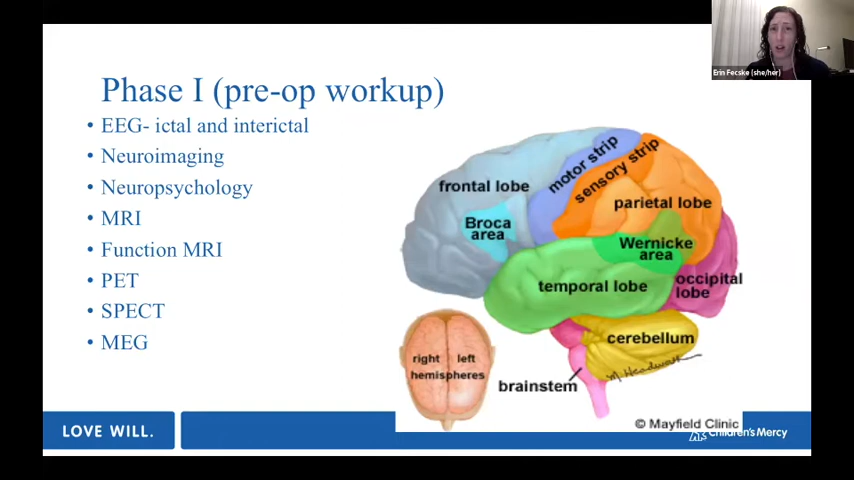 Erin Fecske (she/her)
Phase I (pre-op workup)
• EEG- ictal and interictal
• Neuroimaging
• Neuropsychology
• MRI
• Function MRI
• PET
• SPECT
• MEG
motor strip
sensory strip
frontal lobe
parietal lobe
Broca
area
Wernicke
area
temporal lobe
occipital
lobe
cerebellum
right left
hemispheres
brainstem
© Mayfield Clinic
LOVE WILL.
Children's Mercy